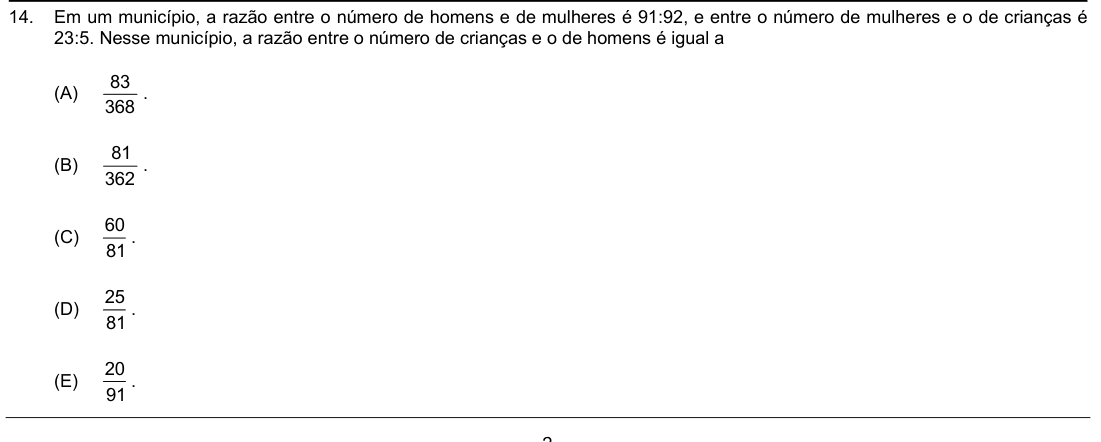 14. Em um município, a razão entre o número de homens e de mulheres é 91:92, e entre o número de mulheres e o de crianças é
23:5. Nesse município, a razão entre o número de crianças e o de homens é igual a
(A) 83/368 .
(B) 81/362 .
(C) 60/81 .
(D) 25/81 .
(E) 20/91 .